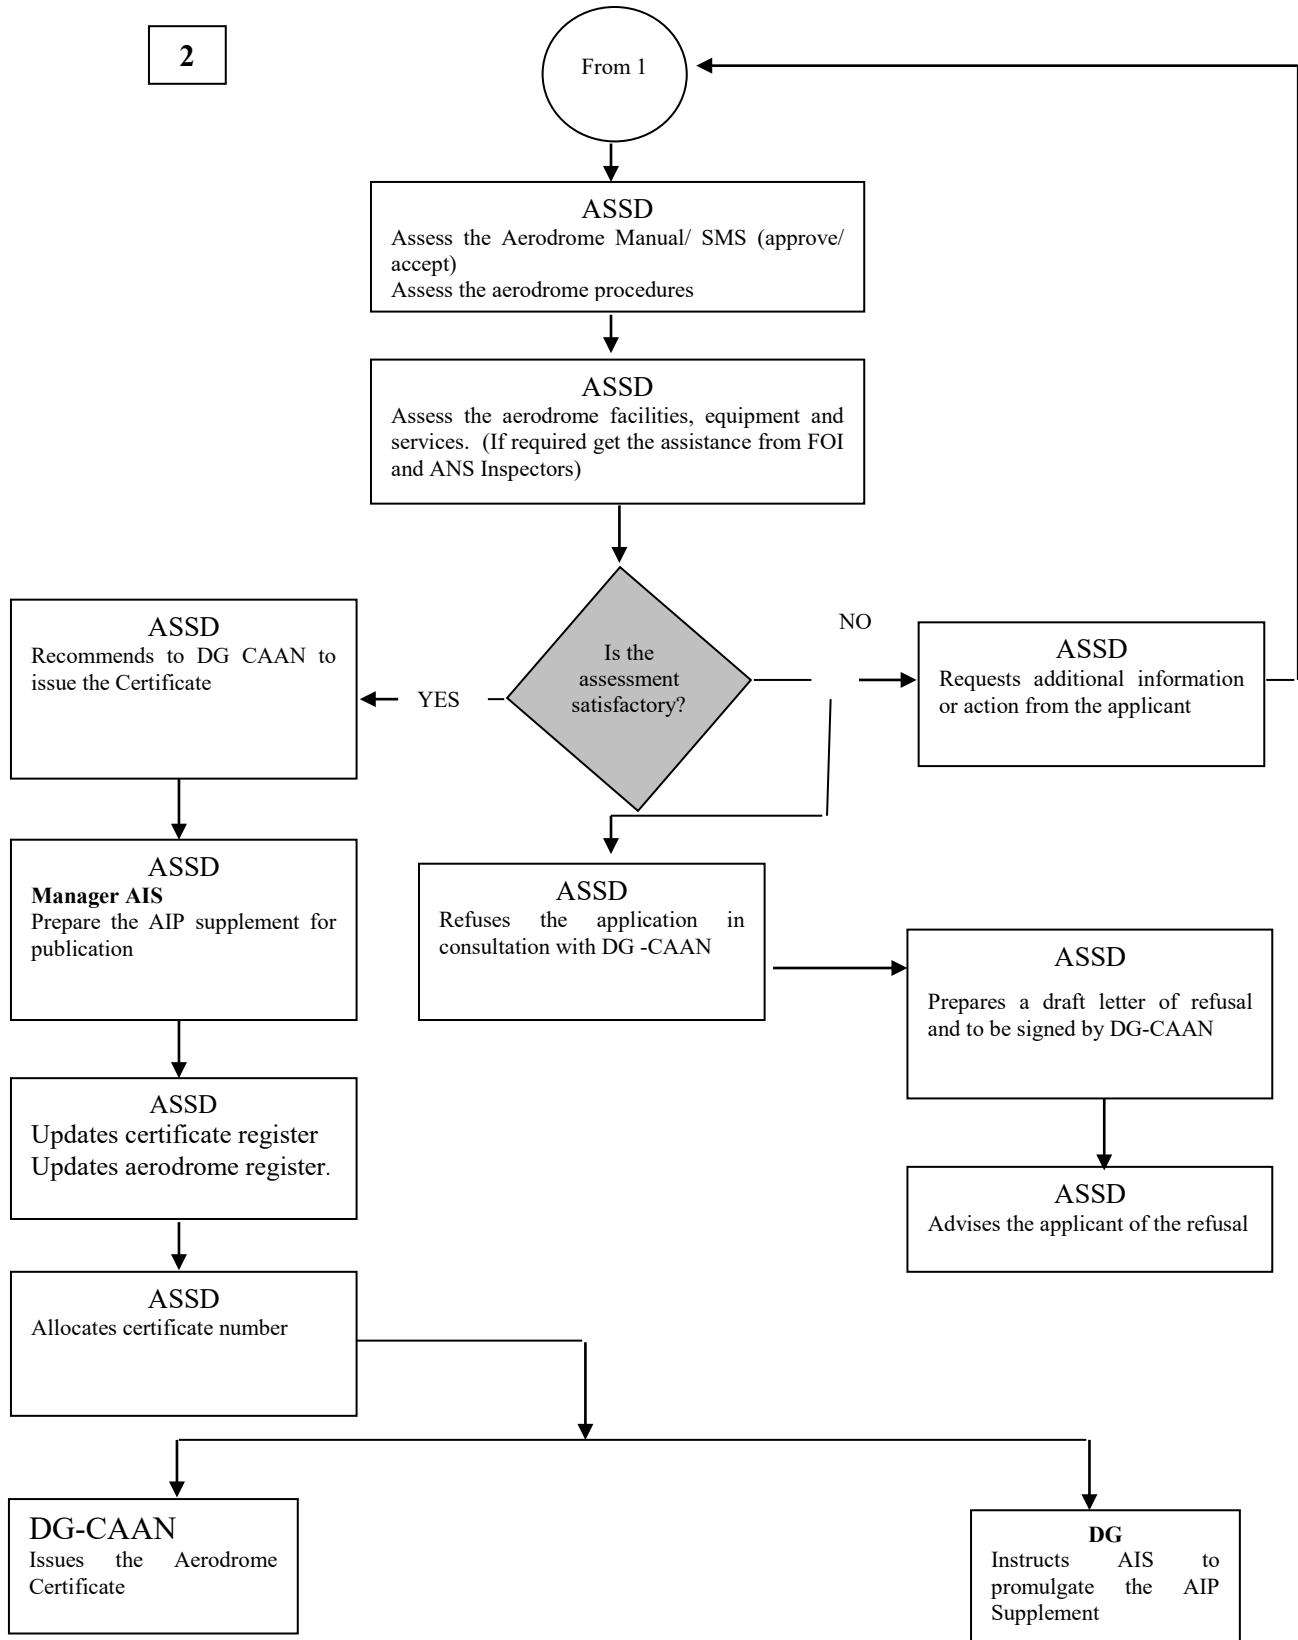 2
From 1
ASSD
Assess the Aerodrome Manual/ SMS (approve/
accept)
Assess the aerodrome procedures
ASSD
Assess the aerodrome facilities, equipment and
services. (If required get the assistance from FOI
and ANS Inspectors)
Is the
assessment
satisfactory?
NO
YES
ASSD
Requests additional information
or action from the applicant
ASSD
Recommends to DG CAAN to
issue the Certificate
ASSD
Manager AIS
Prepare the AIP supplement for
publication
ASSD
Refuses the application in
consultation with DG -CAAN
ASSD
Prepares a draft letter of refusal
and to be signed by DG-CAAN
ASSD
Updates certificate register
Updates aerodrome register.
ASSD
Advises the applicant of the refusal
ASSD
Allocates certificate number
DG-CAAN
Issues the Aerodrome
Certificate
DG
Instructs AIS to
promulgate the AIP
Supplement